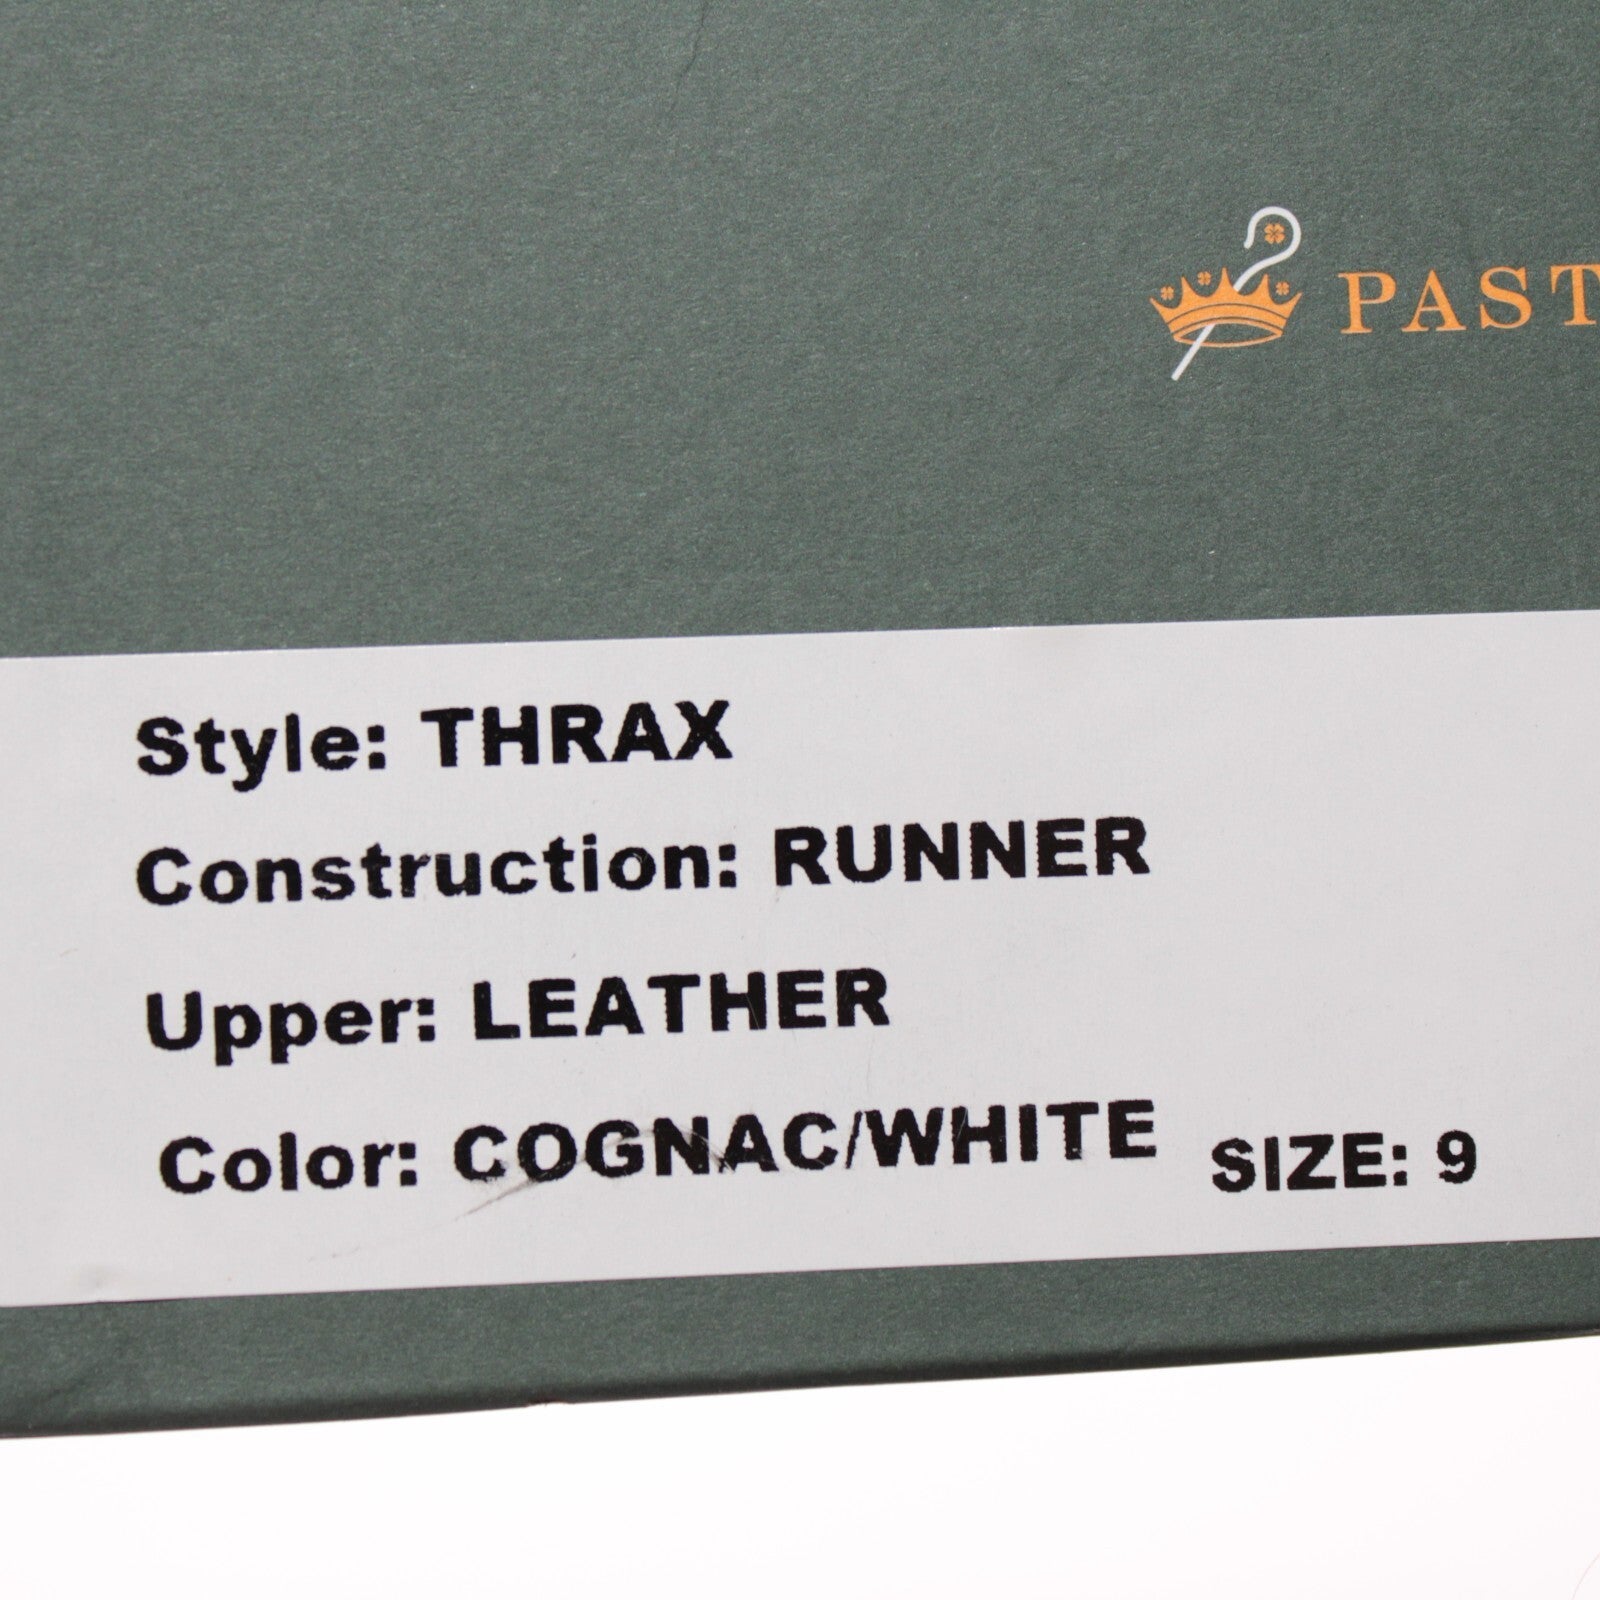 PAST
Style: THRAX
Construction: RUNNER
Upper: LEATHER
Color: COGNAC/WHITE SIZE: 9